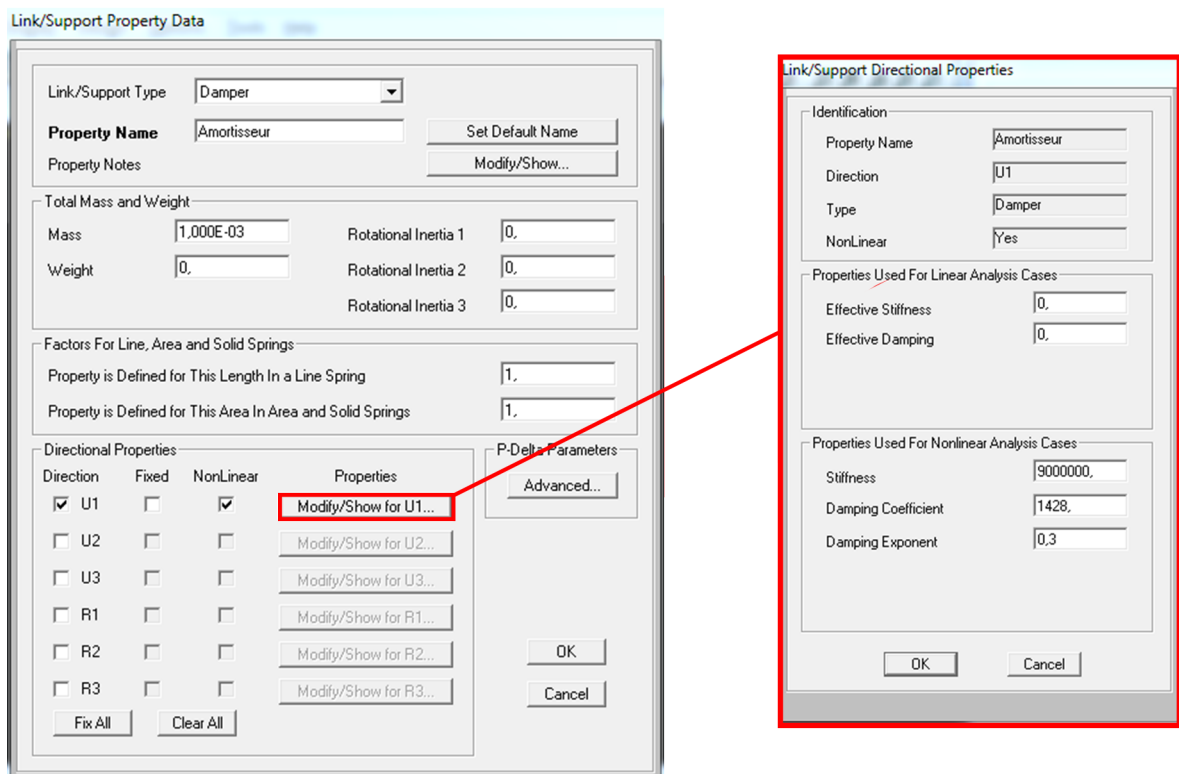 Link/Support Property Data
Link/Support Type Damper
Property Name Amortisseur Set Default Name
Property Notes Modify/Show...
Total Mass and Weight
Mass 1,000E-03 Rotational Inertia 1 0,
Weight 0, Rotational Inertia 2 0,
Rotational Inertia 3 0,
Factors For Line, Area and Solid Springs
Property is Defined for This Length In a Line Spring 1,
Property is Defined for This Area In Area and Solid Springs 1,
Directional Properties P-Delta Parameters
Direction Fixed NonLinear Properties
Advanced...
U1 Modify/Show for U1...
U2 Modify/Show for U2...
U3 Modify/Show for U3...
R1 Modify/Show for R1...
R2 Modify/Show for R2...
R3 Modify/Show for R3...
Fix All Clear All
OK
Cancel
Link/Support Directional Properties
Identification
Property Name Amortisseur
Direction U1
Type Damper
NonLinear Yes
Properties Used For Linear Analysis Cases
Effective Stiffness 0,
Effective Damping 0,
Properties Used For Nonlinear Analysis Cases
Stiffness 9000000,
Damping Coefficient 1428,
Damping Exponent 0,3
OK Cancel